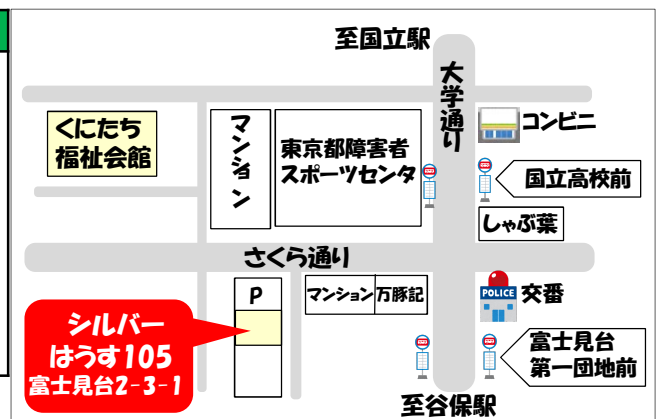 至国立駅
大学通り
くにたち
福祉会館
マンション
東京都障害者
スポーツセンタ
コンビニ
国立高校前
しゃぶ葉
さくら通り
P
マンション
万豚記
POLICE
交番
シルバー
はうす105
富士見台2-3-1
富士見台
第一団地前
至谷保駅